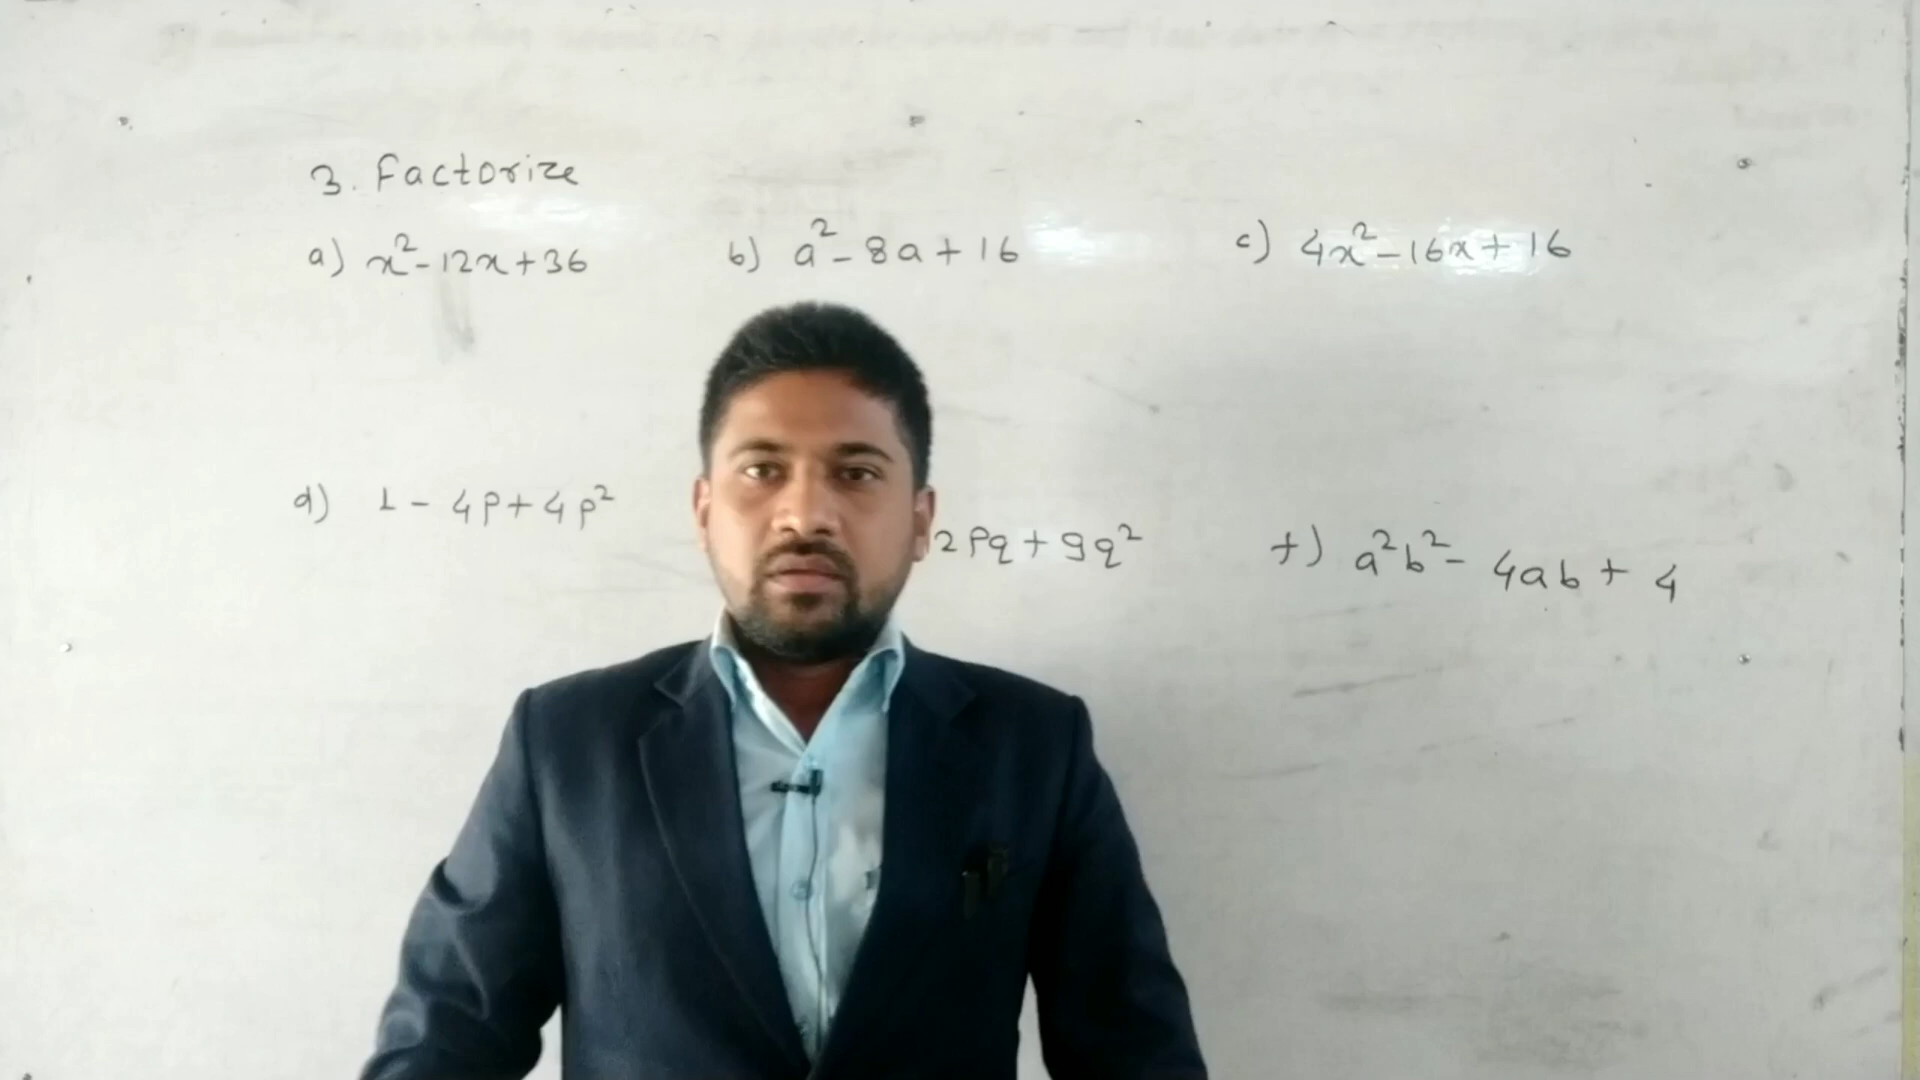 3. Factorize
a) x²-12x+36 b) a²-8a+16 c) 4x²-16x+16
d) 1-4p+4p² 2pq+9q² f) a²b²-4ab+4